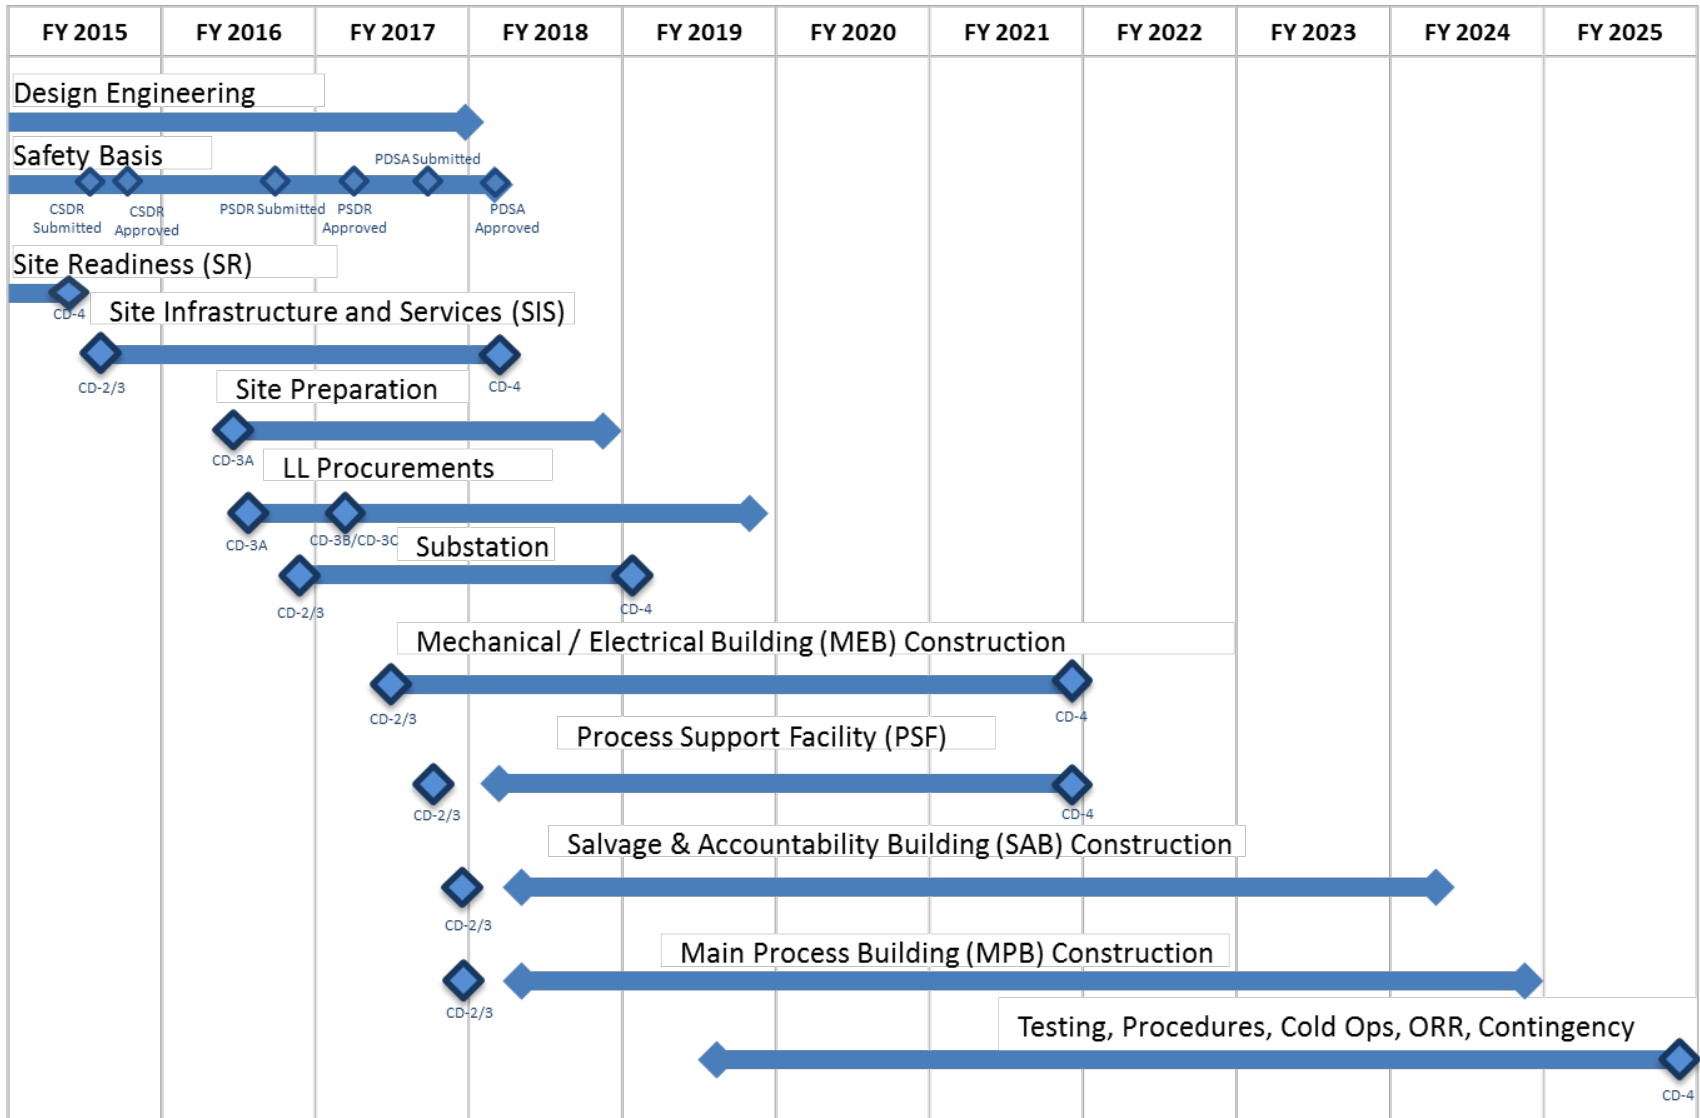 FY 2015 FY 2016 FY 2017 FY 2018 FY 2019 FY 2020 FY 2021 FY 2022 FY 2023 FY 2024 FY 2025
Design Engineering
Safety Basis
PDSA Submitted
CSDR
Submitted
CSDR
Approved
PSDR Submitted
PSDR
Approved
PDSA
Approved
Site Readiness (SR)
CD-4
Site Infrastructure and Services (SIS)
CD-2/3
CD-4
Site Preparation
CD-3A
LL Procurements
CD-3A
CD-3B/CD-3C
Substation
CD-2/3
CD-4
Mechanical / Electrical Building (MEB) Construction
CD-2/3
CD-4
Process Support Facility (PSF)
CD-2/3
CD-4
Salvage & Accountability Building (SAB) Construction
CD-2/3
Main Process Building (MPB) Construction
CD-2/3
Testing, Procedures, Cold Ops, ORR, Contingency
CD-4